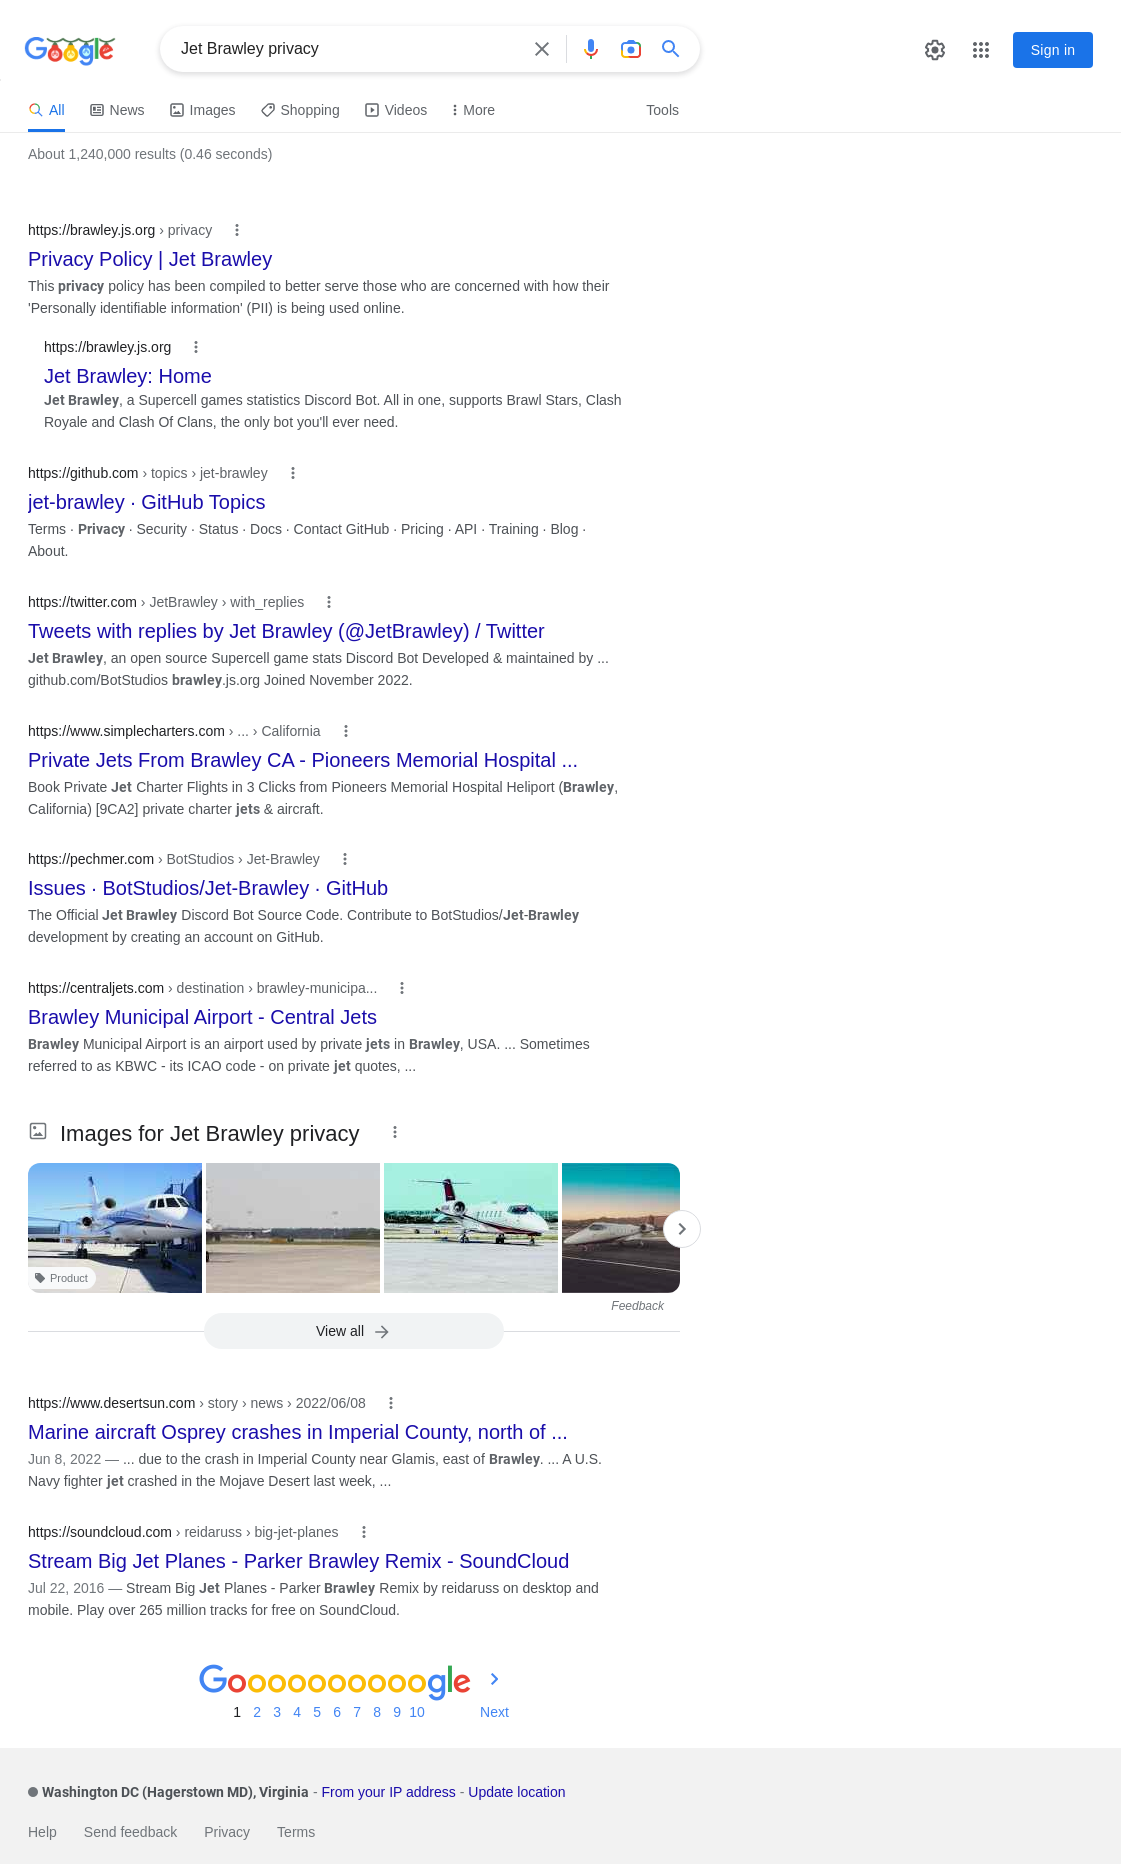 Google
Jet Brawley privacy
Sign in
All News Images Shopping Videos More Tools
About 1,240,000 results (0.46 seconds)
https://brawley.js.org › privacy
Privacy Policy | Jet Brawley
This privacy policy has been compiled to better serve those who are concerned with how their
'Personally identifiable information' (PII) is being used online.
https://brawley.js.org
Jet Brawley: Home
Jet Brawley, a Supercell games statistics Discord Bot. All in one, supports Brawl Stars, Clash
Royale and Clash Of Clans, the only bot you'll ever need.
https://github.com › topics › jet-brawley
jet-brawley · GitHub Topics
Terms · Privacy · Security · Status · Docs · Contact GitHub · Pricing · API · Training · Blog ·
About.
https://twitter.com › JetBrawley › with_replies
Tweets with replies by Jet Brawley (@JetBrawley) / Twitter
Jet Brawley, an open source Supercell game stats Discord Bot Developed & maintained by ...
github.com/BotStudios brawley.js.org Joined November 2022.
https://www.simplecharters.com › ... › California
Private Jets From Brawley CA - Pioneers Memorial Hospital ...
Book Private Jet Charter Flights in 3 Clicks from Pioneers Memorial Hospital Heliport (Brawley,
California) [9CA2] private charter jets & aircraft.
https://pechmer.com › BotStudios › Jet-Brawley
Issues · BotStudios/Jet-Brawley · GitHub
The Official Jet Brawley Discord Bot Source Code. Contribute to BotStudios/Jet-Brawley
development by creating an account on GitHub.
https://centraljets.com › destination › brawley-municipa...
Brawley Municipal Airport - Central Jets
Brawley Municipal Airport is an airport used by private jets in Brawley, USA. ... Sometimes
referred to as KBWC - its ICAO code - on private jet quotes, ...
Images for Jet Brawley privacy
Product
Feedback
View all
https://www.desertsun.com › story › news › 2022/06/08
Marine aircraft Osprey crashes in Imperial County, north of ...
Jun 8, 2022 — ... due to the crash in Imperial County near Glamis, east of Brawley. ... A U.S.
Navy fighter jet crashed in the Mojave Desert last week, ...
https://soundcloud.com › reidaruss › big-jet-planes
Stream Big Jet Planes - Parker Brawley Remix - SoundCloud
Jul 22, 2016 — Stream Big Jet Planes - Parker Brawley Remix by reidaruss on desktop and
mobile. Play over 265 million tracks for free on SoundCloud.
Goooooooooogle
1 2 3 4 5 6 7 8 9 10 Next
Washington DC (Hagerstown MD), Virginia - From your IP address - Update location
Help Send feedback Privacy Terms